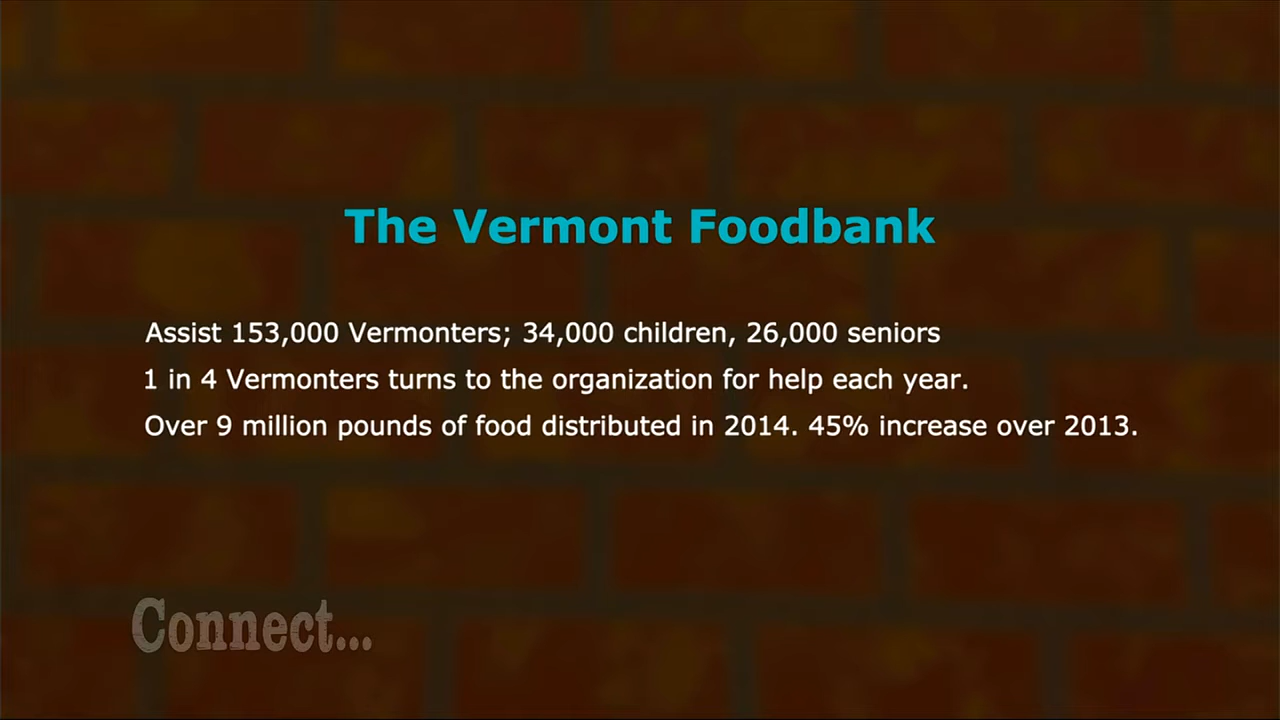 The Vermont Foodbank
Assist 153,000 Vermonters; 34,000 children, 26,000 seniors
1 in 4 Vermonters turns to the organization for help each year.
Over 9 million pounds of food distributed in 2014. 45% increase over 2013.
Connect...